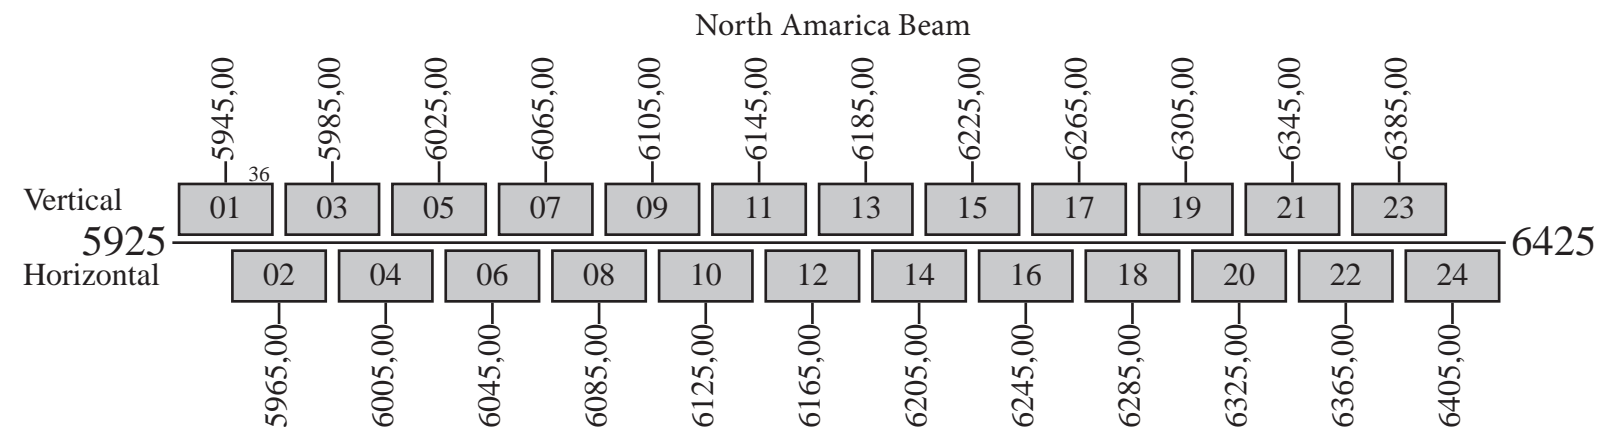 North Amarica Beam
5945,00 5985,00 6025,00 6065,00 6105,00 6145,00 6185,00 6225,00 6265,00 6305,00 6345,00 6385,00
36
Vertical 01 03 05 07 09 11 13 15 17 19 21 23
5925 6425
Horizontal 02 04 06 08 10 12 14 16 18 20 22 24
5965,00 6005,00 6045,00 6085,00 6125,00 6165,00 6205,00 6245,00 6285,00 6325,00 6365,00 6405,00